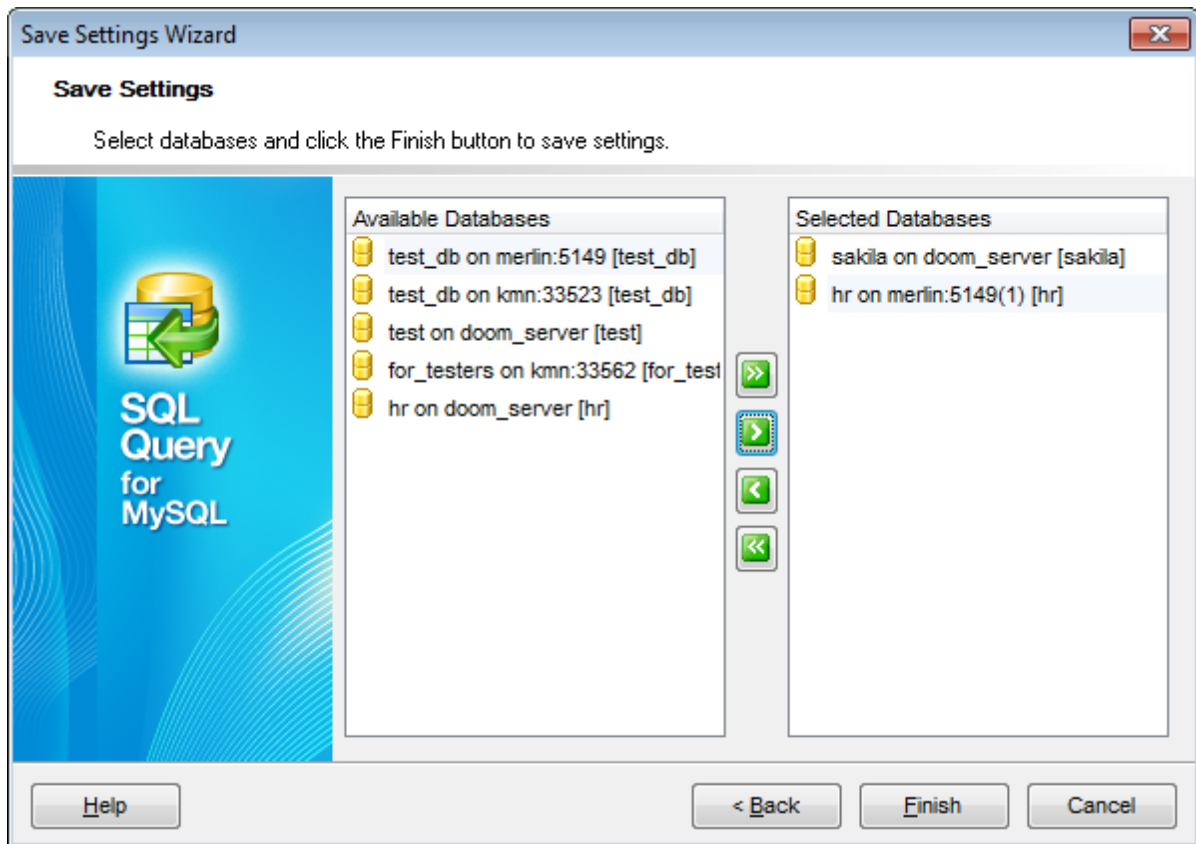 Save Settings Wizard
Save Settings
Select databases and click the Finish button to save settings.
SQL
Query
for
MySQL
Available Databases
test_db on merlin:5149 [test_db]
test_db on kmn:33523 [test_db]
test on doom_server [test]
for_testers on kmn:33562 [for_test
hr on doom_server [hr]
Selected Databases
sakila on doom_server [sakila]
hr on merlin:5149(1) [hr]
Help
< Back
Finish
Cancel